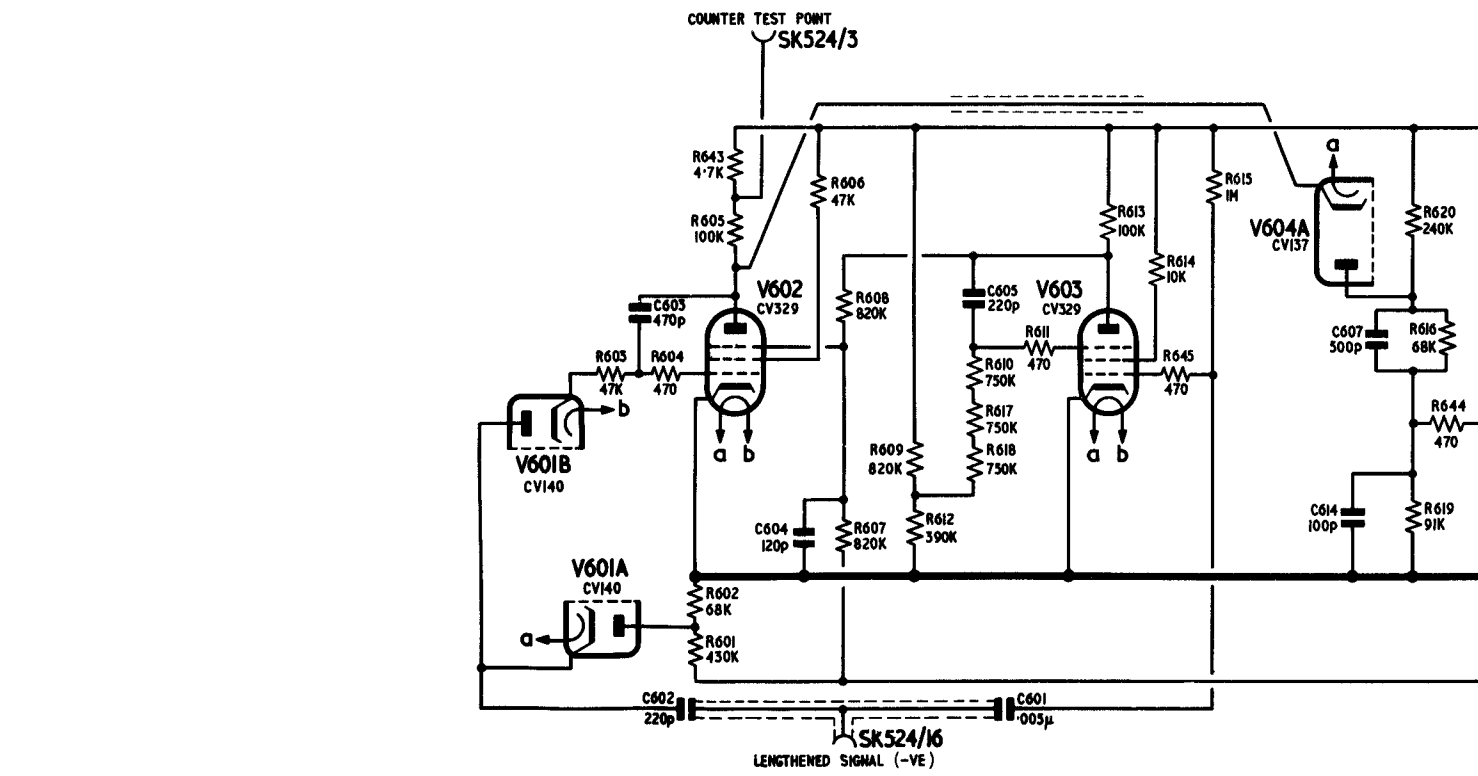 COUNTER TEST POINT
SK524/3
R643
4·7K
R605
100K
R606
47K
C603
470p
V602
CV329
R603
47K
R604
470
b
V601B
CV140
a
b
R608
820K
C605
220p
V603
CV329
R611
470
R610
750K
R617
750K
R618
750K
R613
100K
R614
10K
R645
470
a
b
R615
1M
a
V604A
CV137
R620
240K
C607
500p
R616
68K
R644
470
R609
820K
C604
120p
R607
820K
R612
390K
C614
100p
R619
91K
V601A
CV140
a
R602
68K
R601
430K
C602
220p
C601
·005µ
SK524/16
LENGTHENED SIGNAL (-VE)